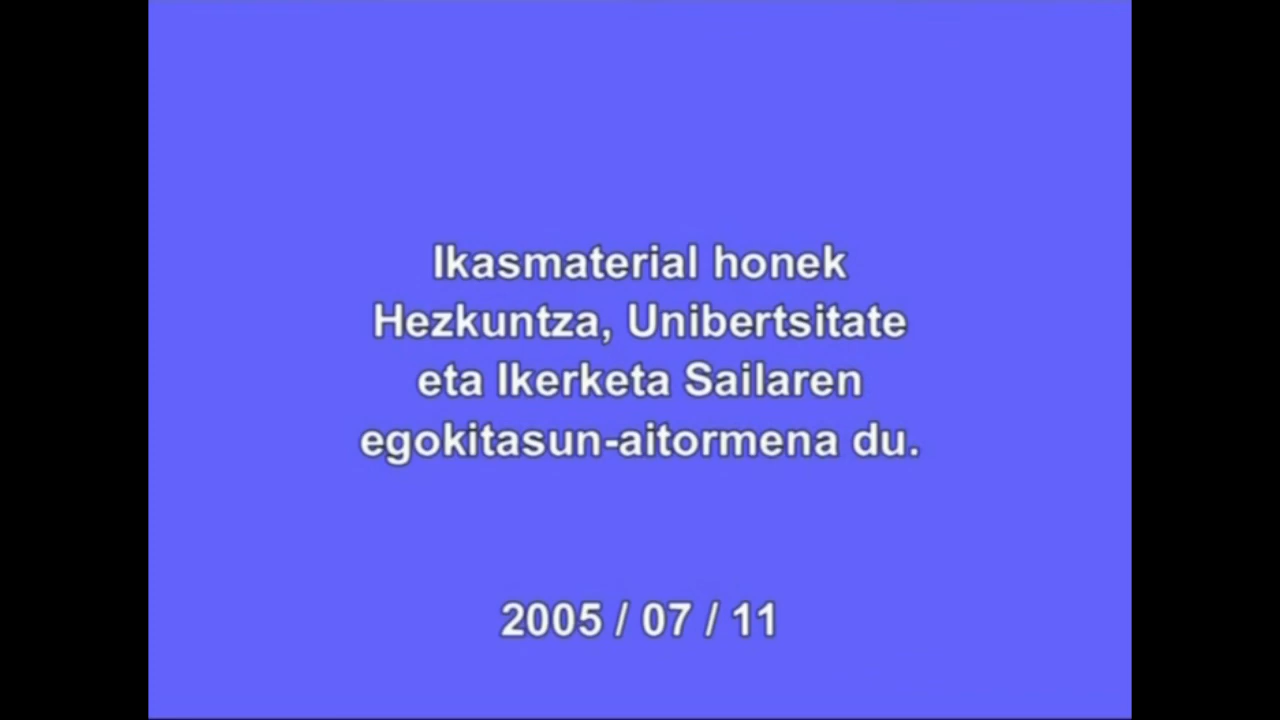 Ikasmaterial honek
Hezkuntza, Unibertsitate
eta Ikerketa Sailaren
egokitasun-aitormena du.
2005 / 07 / 11